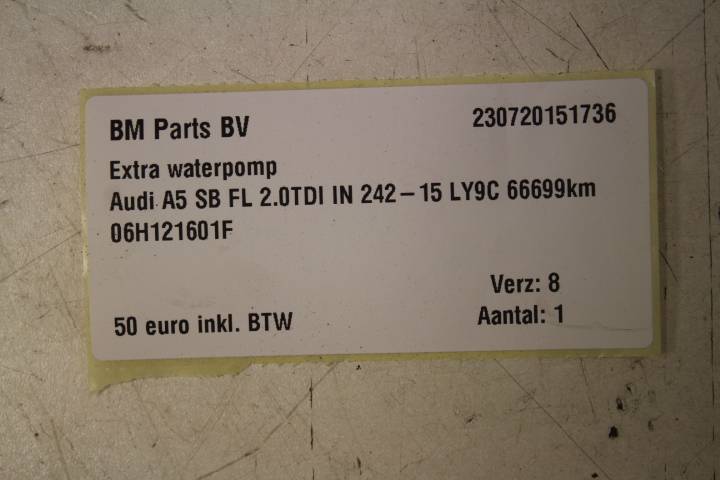 BM Parts BV 230720151736
Extra waterpomp
Audi A5 SB FL 2.0TDI IN 242-15 LY9C 66699km
06H121601F
Verz: 8
50 euro inkl. BTW Aantal: 1